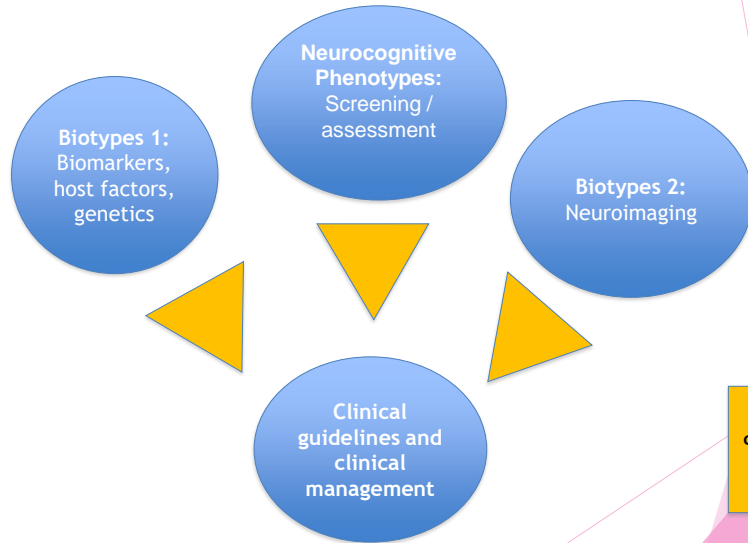 Neurocognitive
Phenotypes:
Screening /
assessment
Biotypes 1:
Biomarkers,
host factors,
genetics
Biotypes 2:
Neuroimaging
Clinical
guidelines and
clinical
management